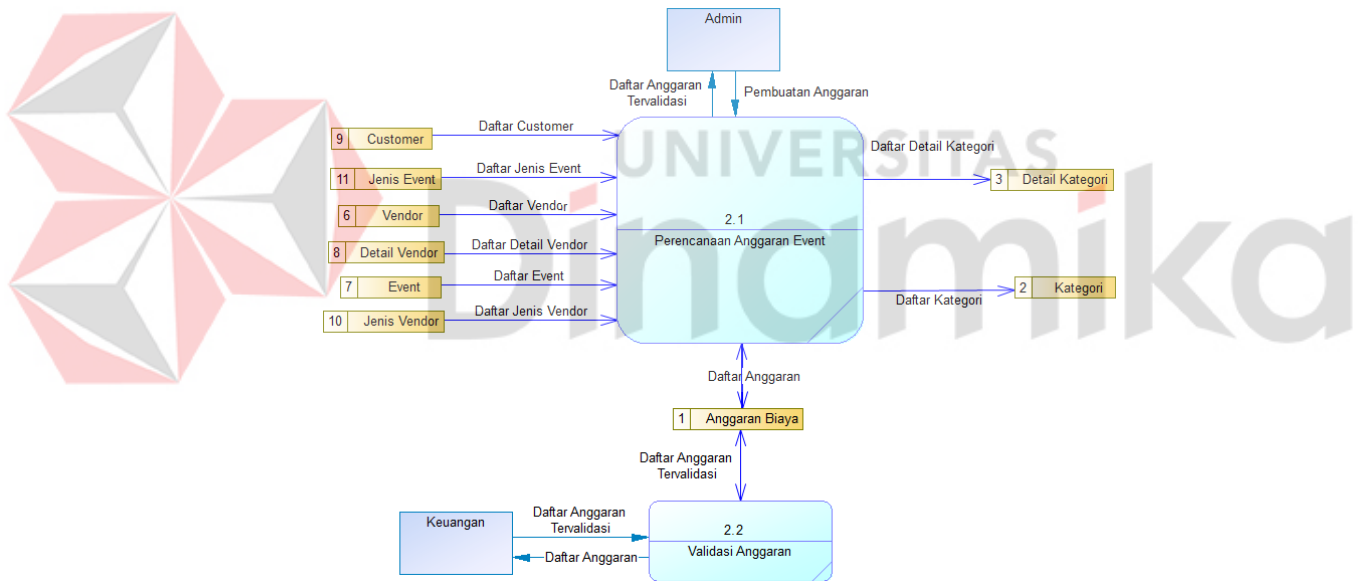 Admin
Daftar Anggaran
Tervalidasi
Pembuatan Anggaran
9 Customer
Daftar Customer
11 Jenis Event
Daftar Jenis Event
6 Vendor
Daftar Vendor
8 Detail Vendor
Daftar Detail Vendor
7 Event
Daftar Event
10 Jenis Vendor
Daftar Jenis Vendor
2.1
Perencanaan Anggaran Event
Daftar Detail Kategori
3 Detail Kategori
Daftar Kategori
2 Kategori
UNIVERSITAS
Dinamika
Daftar Anggaran
1 Anggaran Biaya
Daftar Anggaran
Tervalidasi
Keuangan
Daftar Anggaran
Tervalidasi
Daftar Anggaran
2.2
Validasi Anggaran